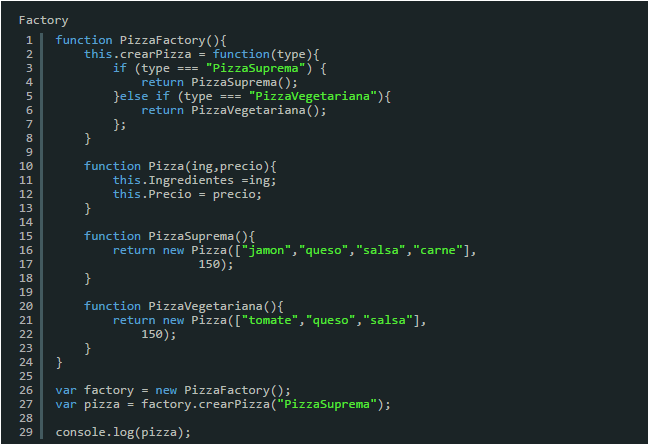 Factory
1 function PizzaFactory(){
2     this.crearPizza = function(type){
3         if (type === "PizzaSuprema") {
4             return PizzaSuprema();
5         }else if (type === "PizzaVegetariana"){
6             return PizzaVegetariana();
7         };
8     }
9
10     function Pizza(ing,precio){
11         this.Ingredientes =ing;
12         this.Precio = precio;
13     }
14
15     function PizzaSuprema(){
16         return new Pizza(["jamon","queso","salsa","carne"],
17                     150);
18     }
19
20     function PizzaVegetariana(){
21         return new Pizza(["tomate","queso","salsa"],
22             150);
23     }
24 }
25
26 var factory = new PizzaFactory();
27 var pizza = factory.crearPizza("PizzaSuprema");
28
29 console.log(pizza);